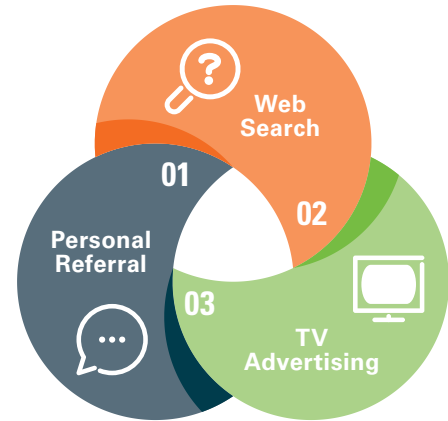 ?
Web
Search
01
02
Personal
Referral
03
TV
Advertising